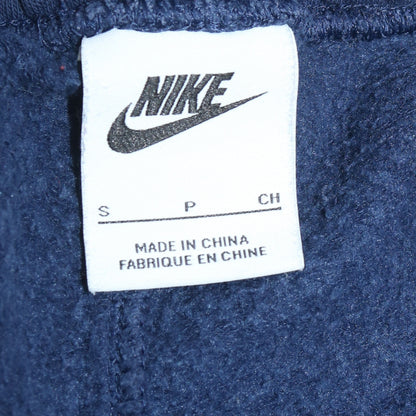 NIKE
S P CH
MADE IN CHINA
FABRIQUE EN CHINE